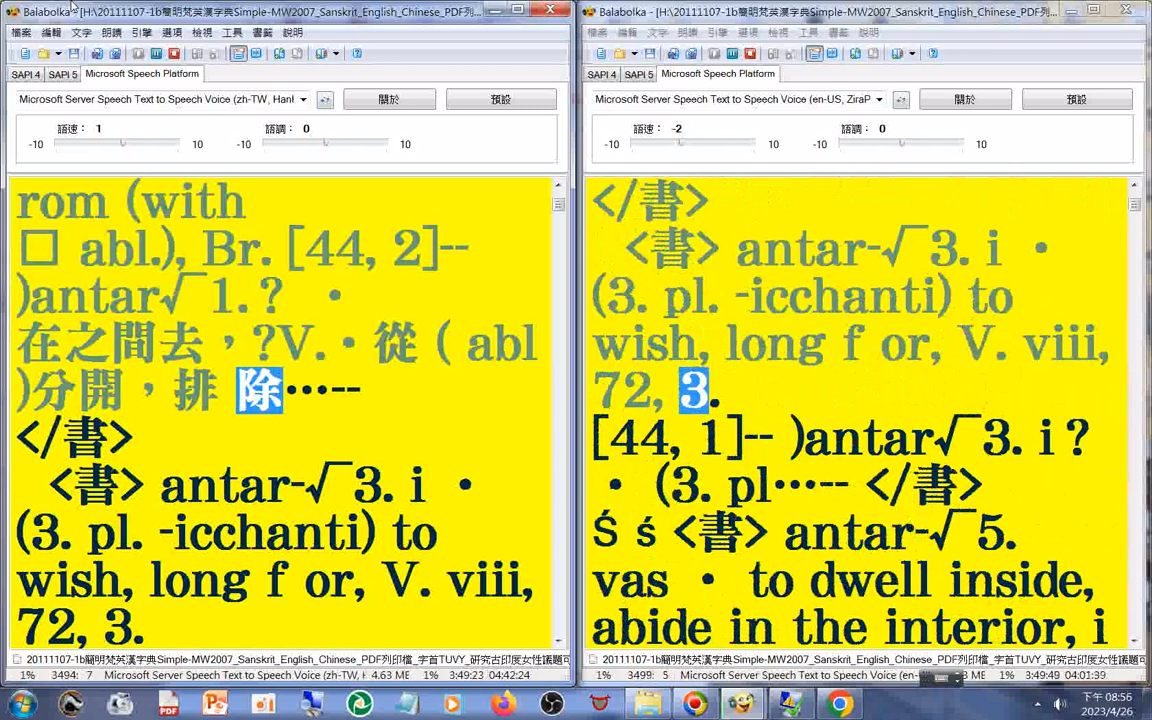 Balabolka - [H:\20111107-1b簡明梵英漢字典Simple-MW2007_Sanskrit_English_Chinese_PDF列...
檔案 編輯 文字 朗讀 引擎 選項 檢視 工具 書籤 說明
SAPI 4 SAPI 5 Microsoft Speech Platform
Microsoft Server Speech Text to Speech Voice (zh-TW, Hanl
關於 預設
語速： 1 語調： 0
-10 10 -10 10
rom (with
□ abl.), Br. [44, 2]--
)antar√1.？ •
在之間去，?V.•從 ( abl
)分開，排 除…--
</書>
<書> antar-√3. i •
(3. pl. -icchanti) to
wish, long f or, V. viii,
72, 3.
20111107-1b簡明梵英漢字典Simple-MW2007_Sanskrit_English_Chinese_PDF列印檔_字首TUVY_研究古印度女性議題可
1% 3494: 7 Microsoft Server Speech Text to Speech Voice (zh-TW, H 4.63 ME 1% 3:49:23 04:42:24
Balabolka - [H:\20111107-1b簡明梵英漢字典Simple-MW2007_Sanskrit_English_Chinese_PDF列印...
檔案 編輯 文字 朗讀 引擎 選項 檢視 工具 書籤 說明
SAPI 4 SAPI 5 Microsoft Speech Platform
Microsoft Server Speech Text to Speech Voice (en-US, ZiraP
關於 預設
語速： -2 語調： 0
-10 10 -10 10
</書>
<書> antar-√3. i •
(3. pl. -icchanti) to
wish, long f or, V. viii,
72, 3.
[44, 1]-- )antar√3. i？
• (3. pl…-- </書>
Ś ś <書> antar-√5.
vas • to dwell inside,
abide in the interior, i
20111107-1b簡明梵英漢字典Simple-MW2007_Sanskrit_English_Chinese_PDF列印檔_字首TUVY_研究古印度女性議題可
1% 3499: 5 Microsoft Server Speech Text to Speech Voice (en-US, Zira 3 ME 1% 3:49:49 04:01:39
下午 08:56
2023/4/26